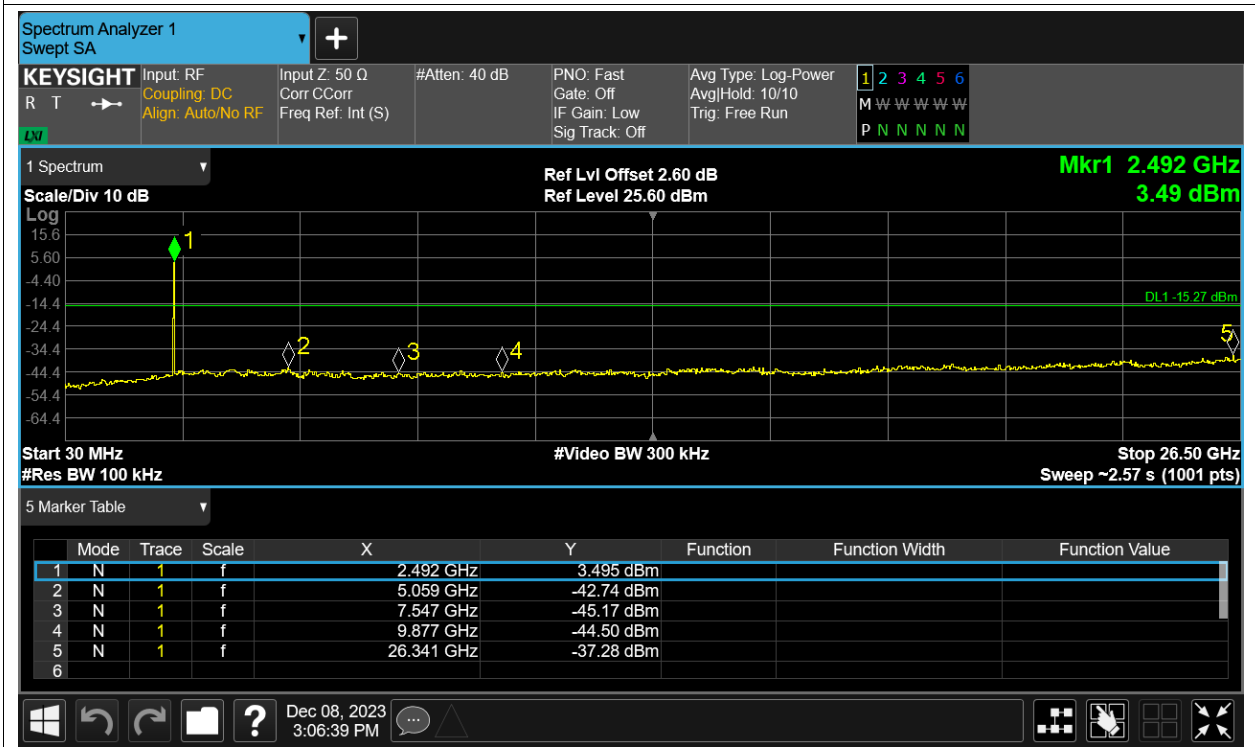 Spectrum Analyzer 1
Swept SA
KEYSIGHT
R T
LXI
Input: RF
Coupling: DC
Align: Auto/No RF
Input Z: 50 Ω
Corr CCorr
Freq Ref: Int (S)
#Atten: 40 dB
PNO: Fast
Gate: Off
IF Gain: Low
Sig Track: Off
Avg Type: Log-Power
Avg|Hold: 10/10
Trig: Free Run
1 2 3 4 5 6
M W W W W W
P N N N N N
1 Spectrum
Scale/Div 10 dB
Ref Lvl Offset 2.60 dB
Ref Level 25.60 dBm
Mkr1 2.492 GHz
3.49 dBm
Log
15.6
5.60
-4.40
-14.4
-24.4
-34.4
-44.4
-54.4
-64.4
1
2
3
4
5
DL1 -15.27 dBm
Start 30 MHz
#Res BW 100 kHz
#Video BW 300 kHz
Stop 26.50 GHz
Sweep ~2.57 s (1001 pts)
5 Marker Table
Mode Trace Scale X Y Function Function Width Function Value
1 N 1 f 2.492 GHz 3.495 dBm
2 N 1 f 5.059 GHz -42.74 dBm
3 N 1 f 7.547 GHz -45.17 dBm
4 N 1 f 9.877 GHz -44.50 dBm
5 N 1 f 26.341 GHz -37.28 dBm
6
?
Dec 08, 2023
3:06:39 PM